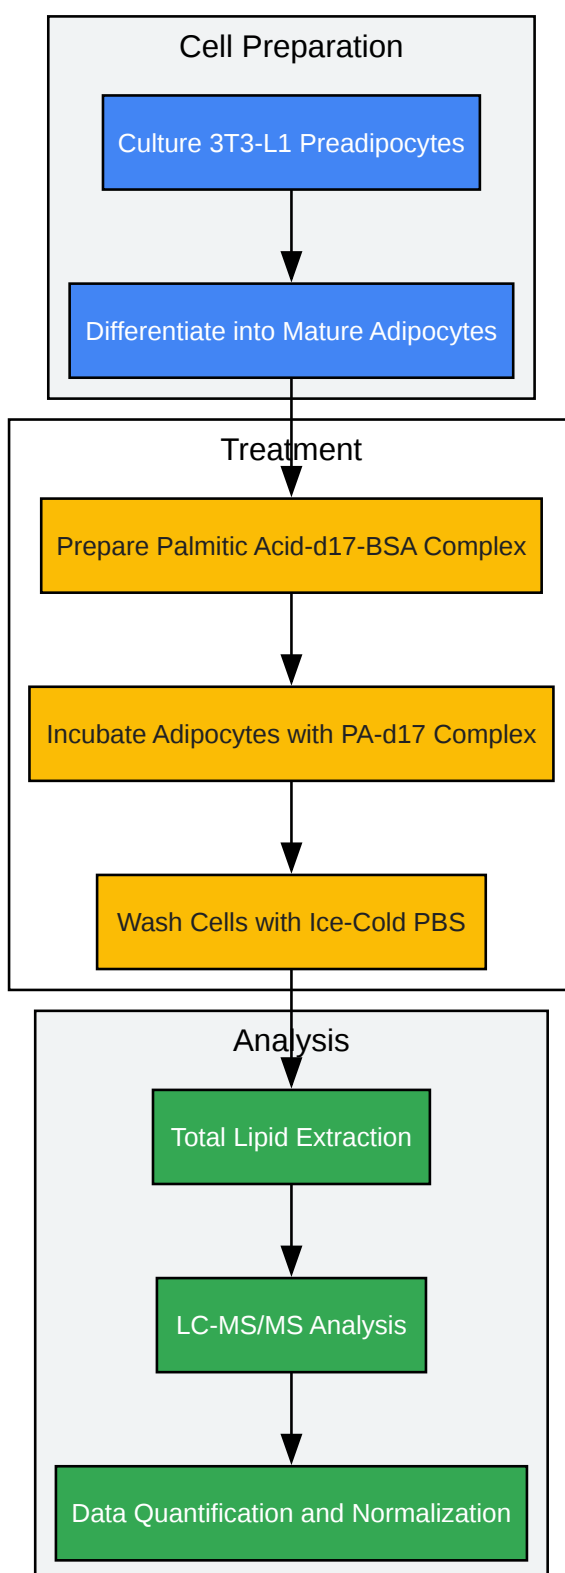 Cell Preparation
Culture 3T3-L1 Preadipocytes
Differentiate into Mature Adipocytes
Treatment
Prepare Palmitic Acid-d17-BSA Complex
Incubate Adipocytes with PA-d17 Complex
Wash Cells with Ice-Cold PBS
Analysis
Total Lipid Extraction
LC-MS/MS Analysis
Data Quantification and Normalization